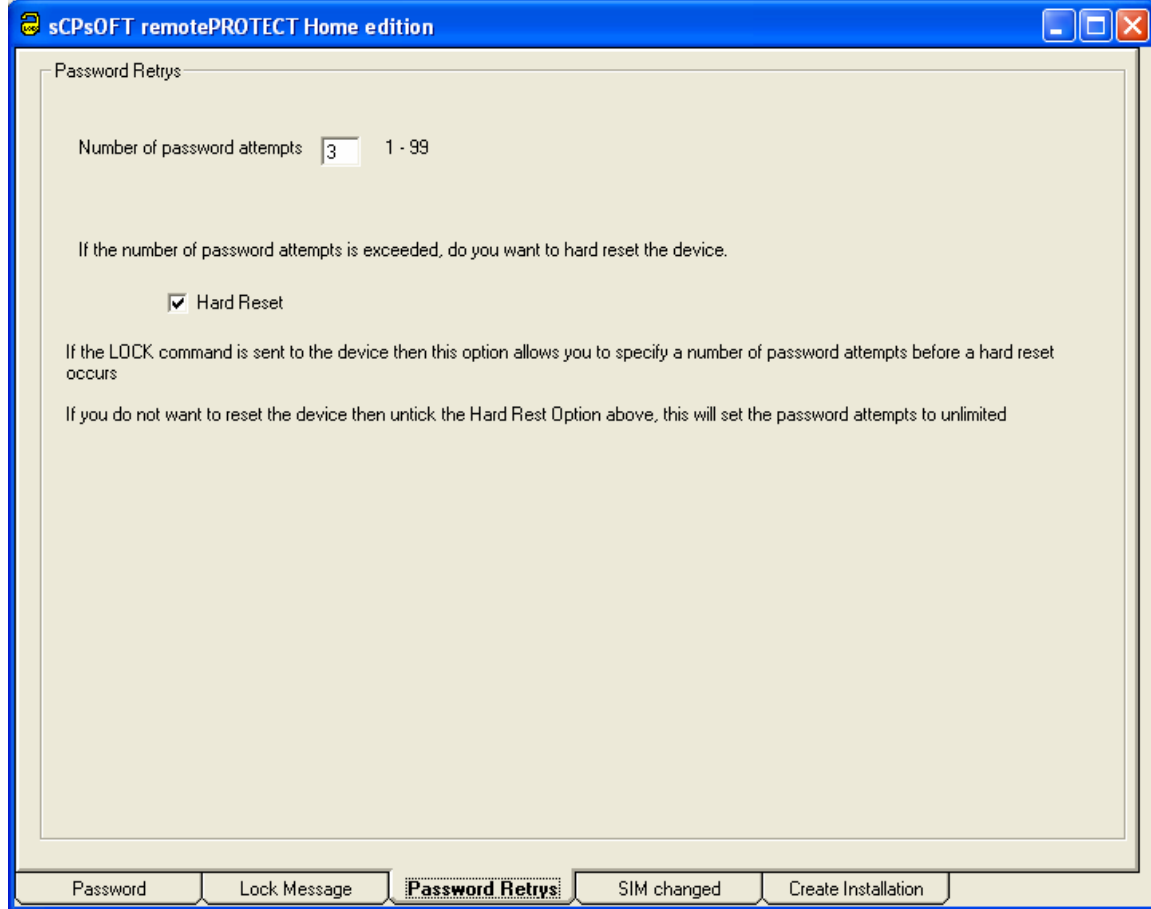 sCPsOFT remotePROTECT Home edition
Password Retrys
Number of password attempts 3 1 - 99
If the number of password attempts is exceeded, do you want to hard reset the device.
Hard Reset
If the LOCK command is sent to the device then this option allows you to specify a number of password attempts before a hard reset
occurs
If you do not want to reset the device then untick the Hard Rest Option above, this will set the password attempts to unlimited
Password Lock Message Password Retrys SIM changed Create Installation